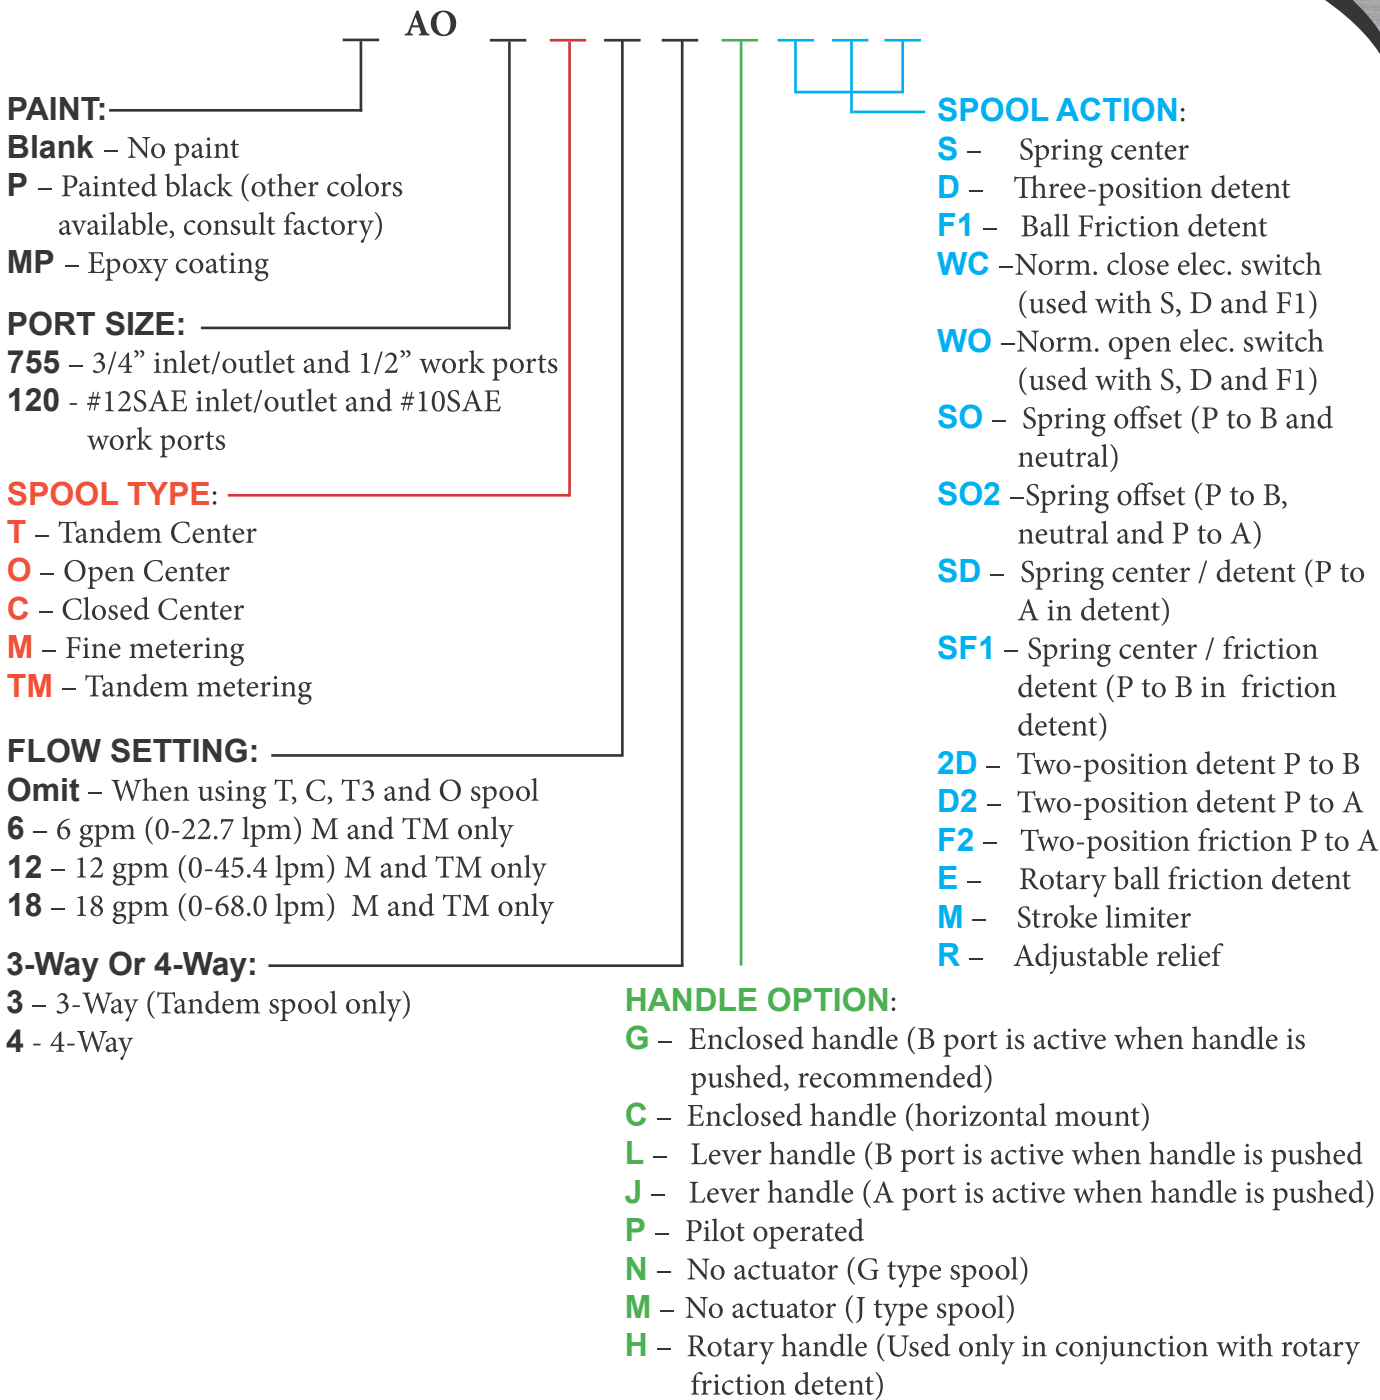 AO
PAINT:
Blank – No paint
P – Painted black (other colors
available, consult factory)
MP – Epoxy coating
PORT SIZE:
755 – 3/4” inlet/outlet and 1/2” work ports
120 - #12SAE inlet/outlet and #10SAE
work ports
SPOOL TYPE:
T – Tandem Center
O – Open Center
C – Closed Center
M – Fine metering
TM – Tandem metering
FLOW SETTING:
Omit – When using T, C, T3 and O spool
6 – 6 gpm (0-22.7 lpm) M and TM only
12 – 12 gpm (0-45.4 lpm) M and TM only
18 – 18 gpm (0-68.0 lpm) M and TM only
3-Way Or 4-Way:
3 – 3-Way (Tandem spool only)
4 - 4-Way
SPOOL ACTION:
S – Spring center
D – Three-position detent
F1 – Ball Friction detent
WC –Norm. close elec. switch
(used with S, D and F1)
WO –Norm. open elec. switch
(used with S, D and F1)
SO – Spring offset (P to B and
neutral)
SO2 –Spring offset (P to B,
neutral and P to A)
SD – Spring center / detent (P to
A in detent)
SF1 – Spring center / friction
detent (P to B in friction
detent)
2D – Two-position detent P to B
D2 – Two-position detent P to A
F2 – Two-position friction P to A
E – Rotary ball friction detent
M – Stroke limiter
R – Adjustable relief
HANDLE OPTION:
G – Enclosed handle (B port is active when handle is
pushed, recommended)
C – Enclosed handle (horizontal mount)
L – Lever handle (B port is active when handle is pushed
J – Lever handle (A port is active when handle is pushed)
P – Pilot operated
N – No actuator (G type spool)
M – No actuator (J type spool)
H – Rotary handle (Used only in conjunction with rotary
friction detent)